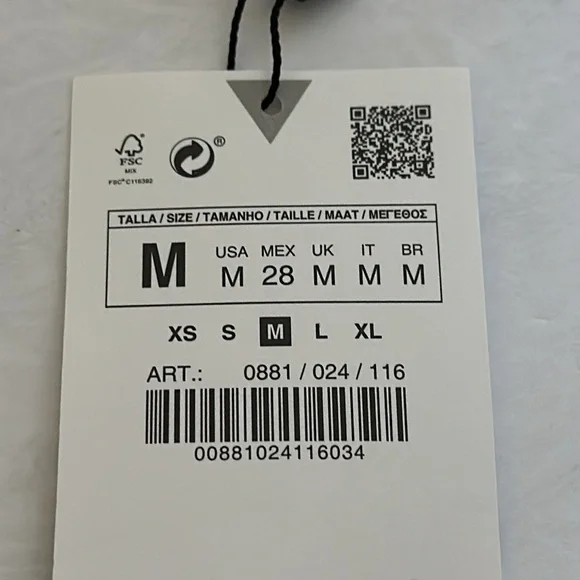 FSC
MIX
FSC® C116392
®
TALLA / SIZE / TAMANHO / TAILLE / MAAT / ΜΕΓΕΘΟΣ
M
USA MEX UK IT BR
M 28 M M M
XS S M L XL
ART.: 0881 / 024 / 116
00881024116034